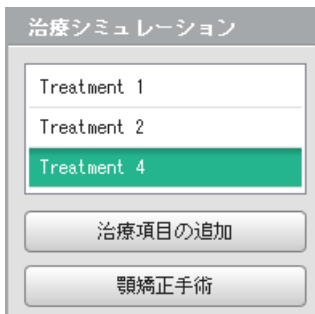 治療シミュレーション
Treatment 1
Treatment 2
Treatment 4
治療項目の追加
顎矯正手術